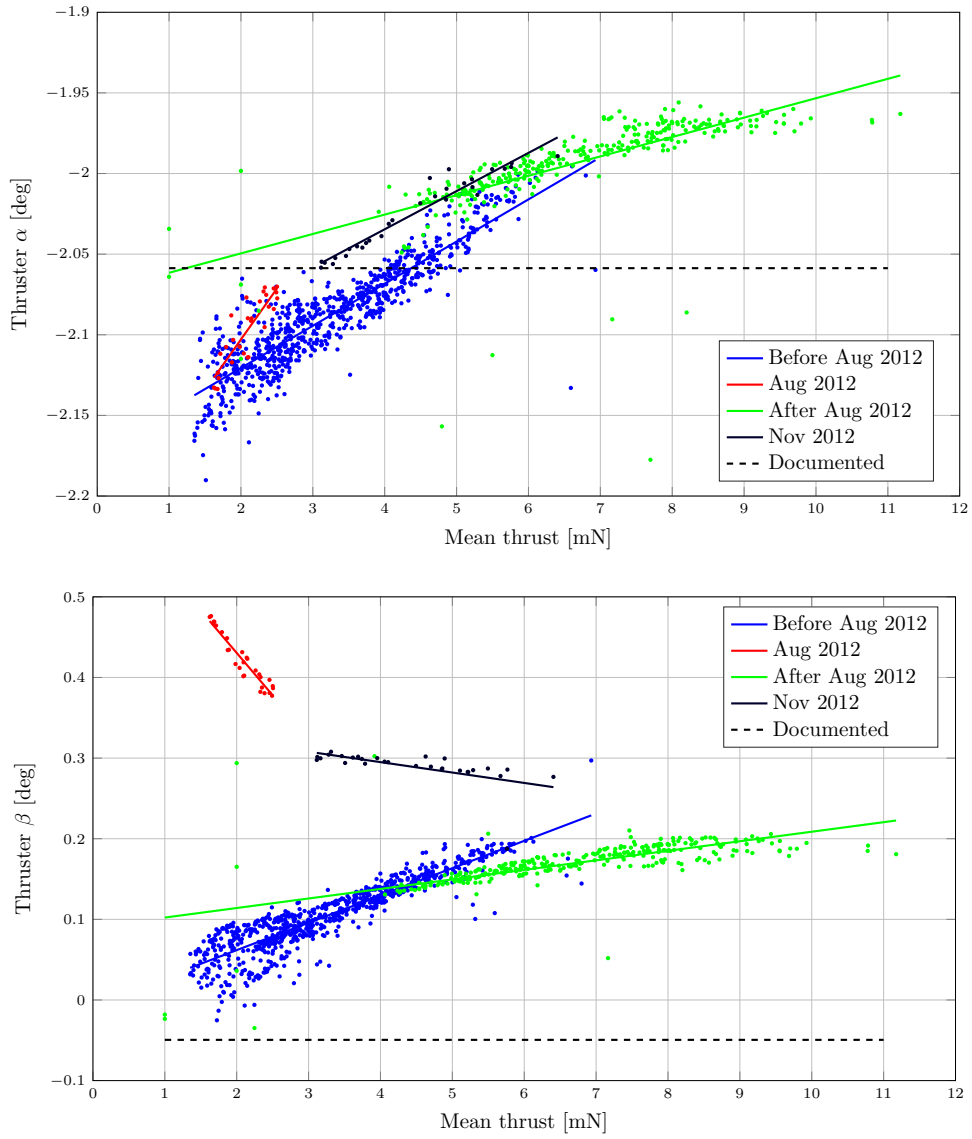 −1.9
−1.95
−2
−2.05
−2.1
−2.15
−2.2
Thruster α [deg]
Before Aug 2012
Aug 2012
After Aug 2012
Nov 2012
Documented
0 1 2 3 4 5 6 7 8 9 10 11 12
Mean thrust [mN]
0.5
0.4
0.3
0.2
0.1
0
−0.1
Thruster β [deg]
Before Aug 2012
Aug 2012
After Aug 2012
Nov 2012
Documented
0 1 2 3 4 5 6 7 8 9 10 11 12
Mean thrust [mN]